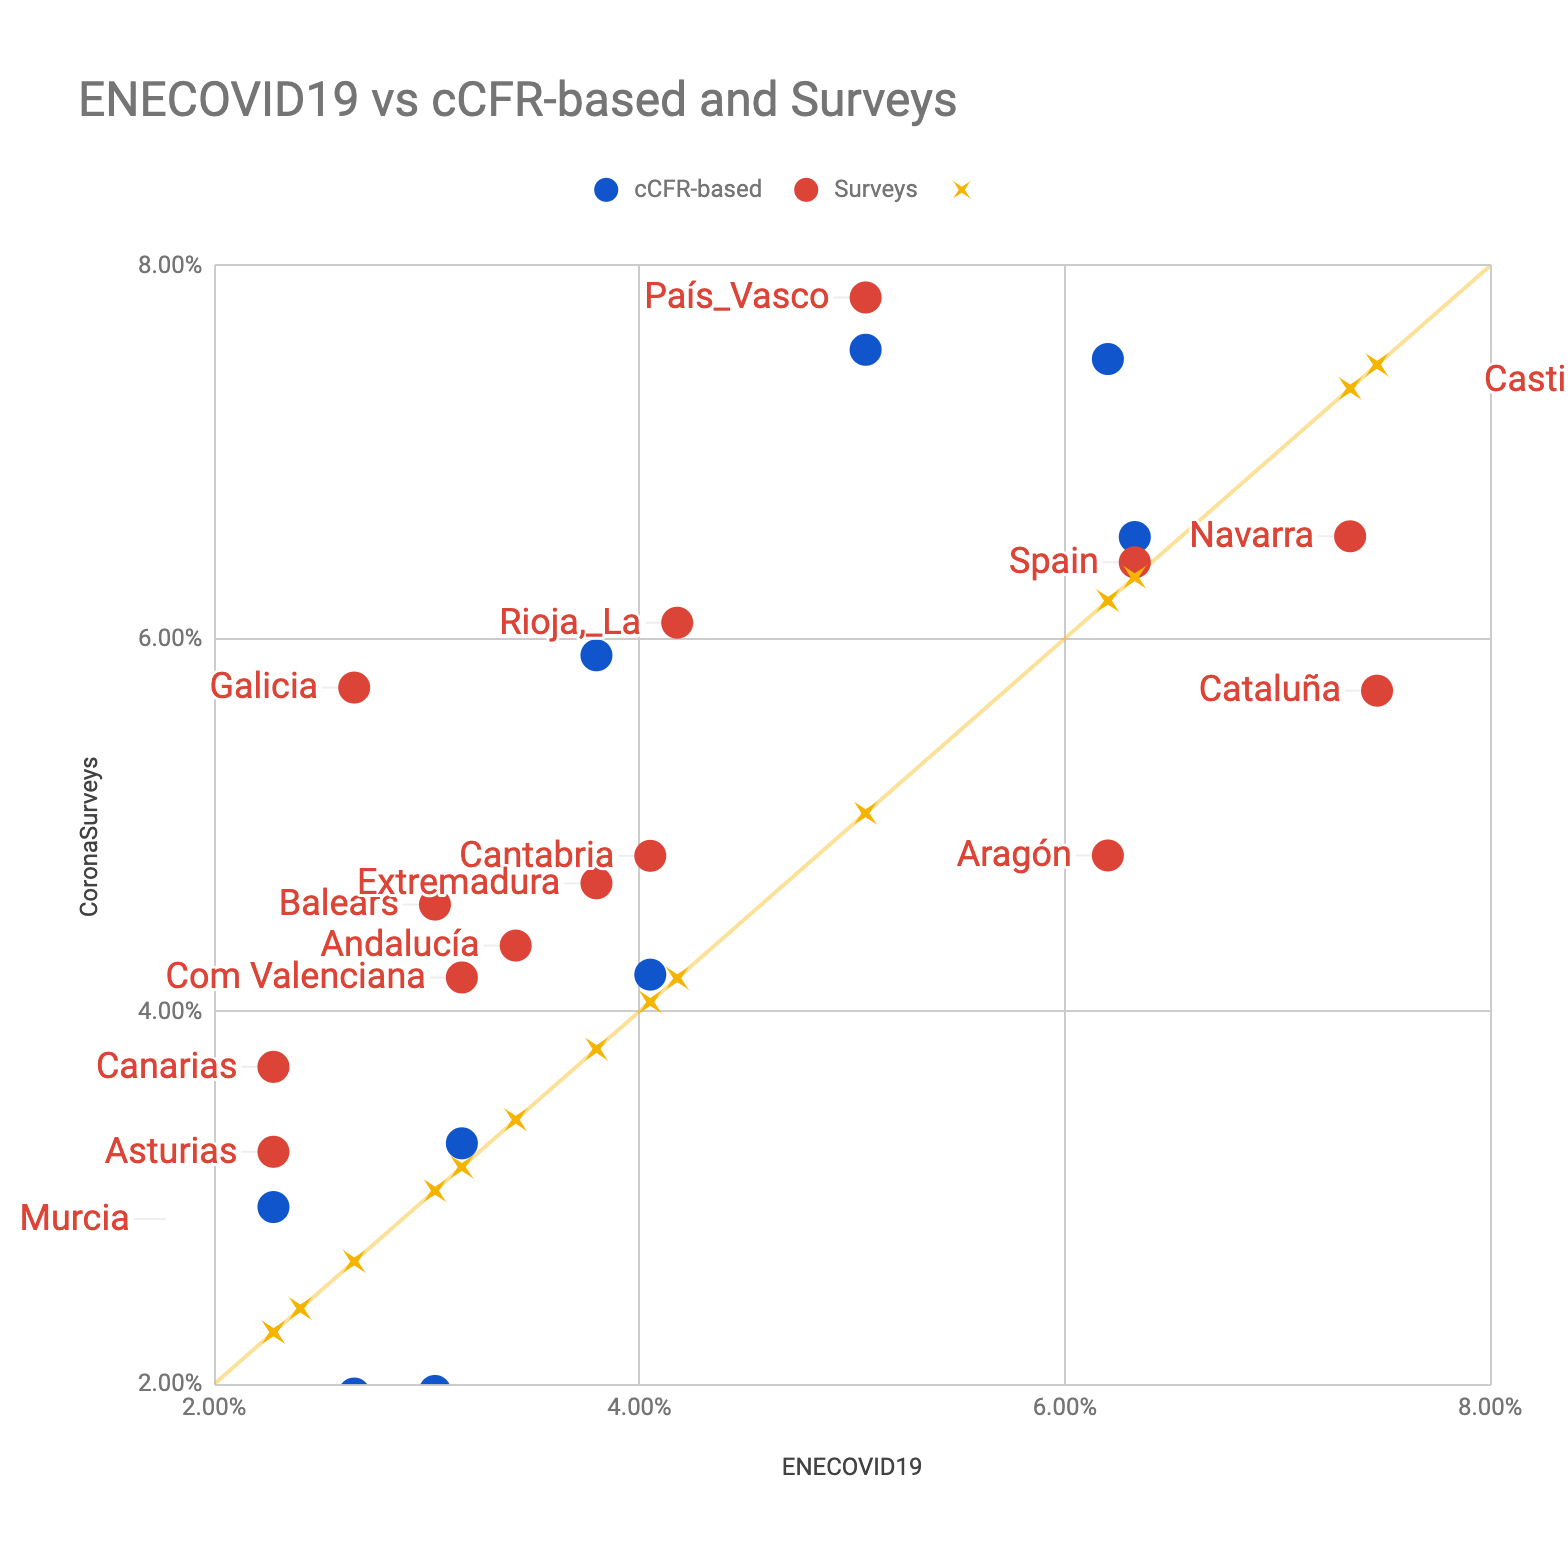 ENECOVID19 vs cCFR-based and Surveys
cCFR-based
Surveys
8.00%
País_Vasco
Casti
Navarra
Spain
Rioja,_La
6.00%
Galicia
Cataluña
CoronaSurveys
Cantabria
Aragón
Extremadura
Balears
Andalucía
Com Valenciana
4.00%
Canarias
Asturias
Murcia
2.00%
2.00%
4.00%
6.00%
8.00%
ENECOVID19